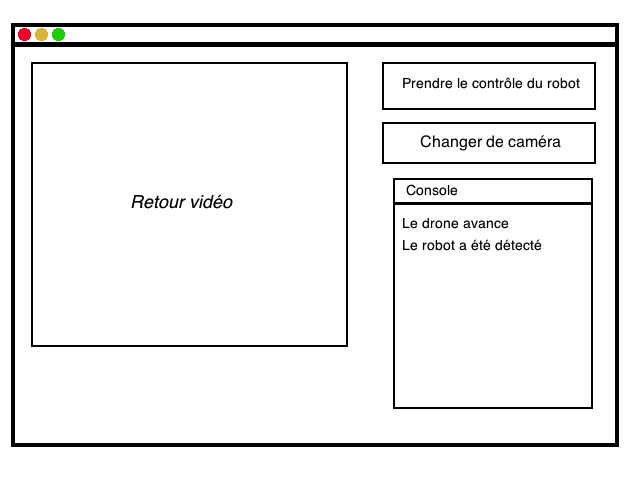 Prendre le contrôle du robot
Changer de caméra
Retour vidéo
Console
Le drone avance
Le robot a été détecté